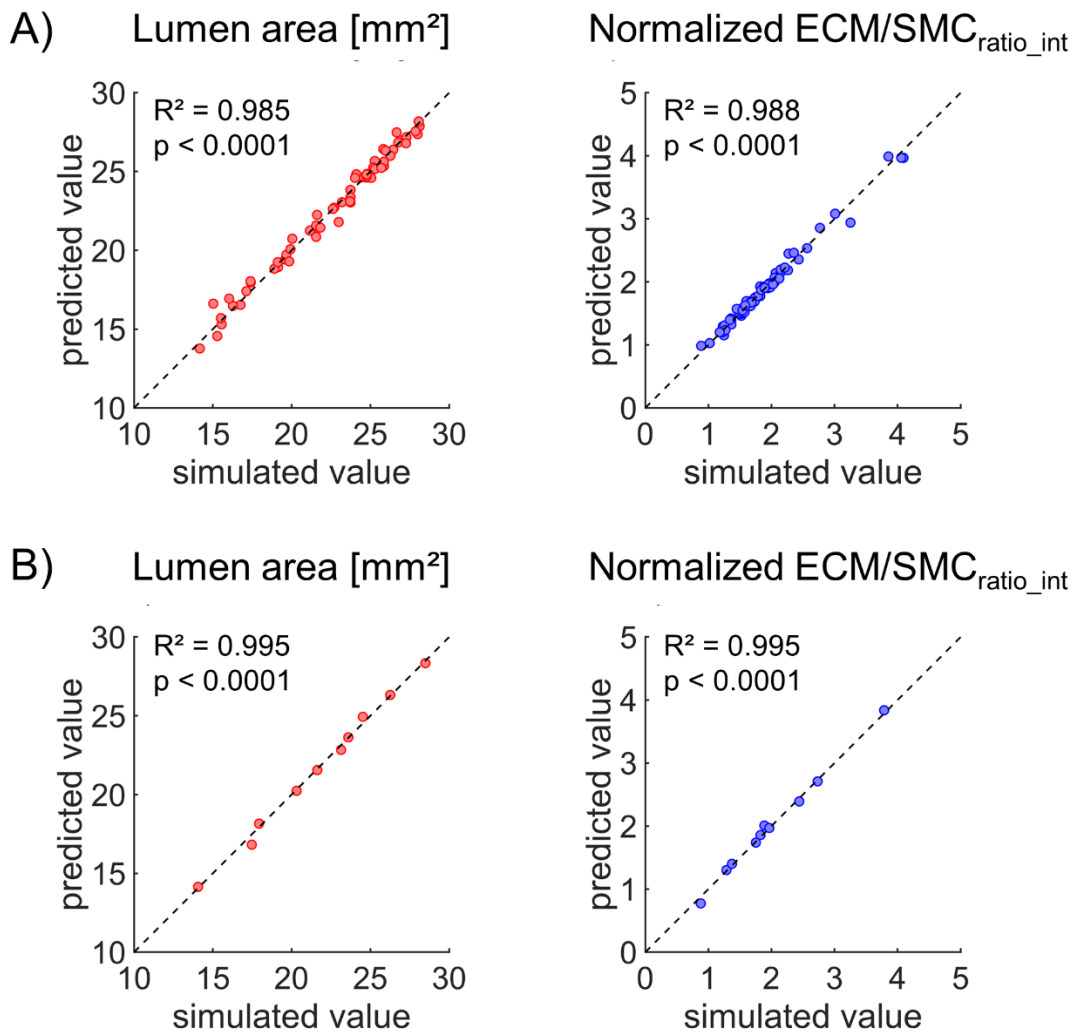 A)
Lumen area [mm²]
Normalized ECM/SMCratio_int
R² = 0.985
p < 0.0001
30
25
20
15
10
predicted value
10 15 20 25 30
simulated value
R² = 0.988
p < 0.0001
5
4
3
2
1
0
predicted value
0 1 2 3 4 5
simulated value
B)
Lumen area [mm²]
Normalized ECM/SMCratio_int
R² = 0.995
p < 0.0001
30
25
20
15
10
predicted value
10 15 20 25 30
simulated value
R² = 0.995
p < 0.0001
5
4
3
2
1
0
predicted value
0 1 2 3 4 5
simulated value